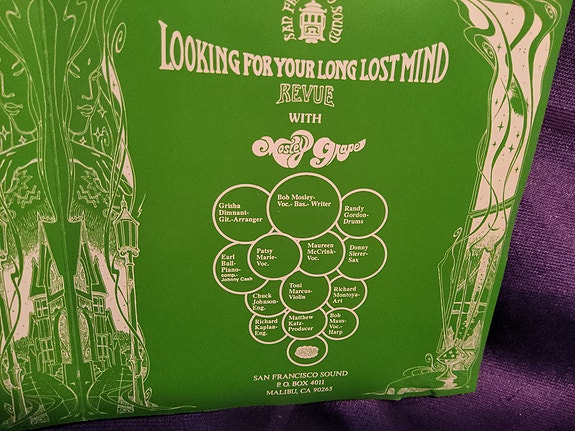 SAN FR
SOUND
LOOKING FOR YOUR LONG LOST MIND
REVUE
WITH
Mosley Grape
Bob Mosley-
Voc.- Bas.- Writer
Grisha
Dimnant-
Git.-Arranger
Randy
Gordon-
Drums
Earl
Ball-
Piano-
comp.-
Johnny Cash
Patsy
Marie-
Voc.
Maureen
McCrink-
Voc.
Donny
Sierer-
Sax
Chuck
Johnson-
Eng.
Toni
Marcus-
Violin
Richard
Montoya-
Art
Richard
Kaplan-
Eng.
Matthew
Katz-
Producer
Bob
Maus-
Voc.-
Harp
SAN FRANCISCO SOUND
P. O. BOX 4011
MALIBU, CA 90265